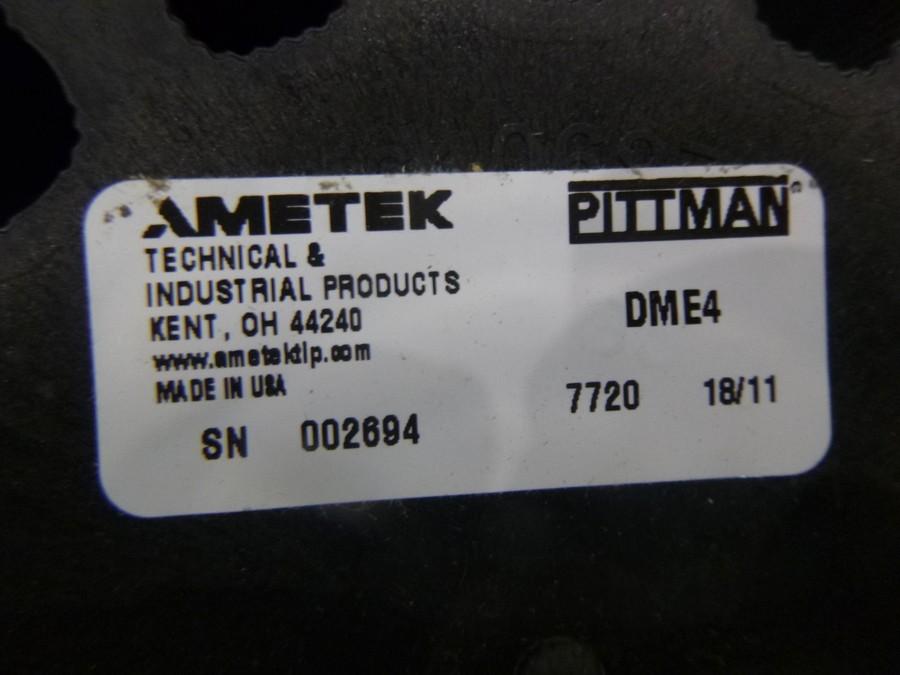 AMETEK
TECHNICAL &
INDUSTRIAL PRODUCTS
KENT, OH 44240
www.ametektip.com
MADE IN USA
SN 002694
PITTMAN®
DME4
7720 18/11